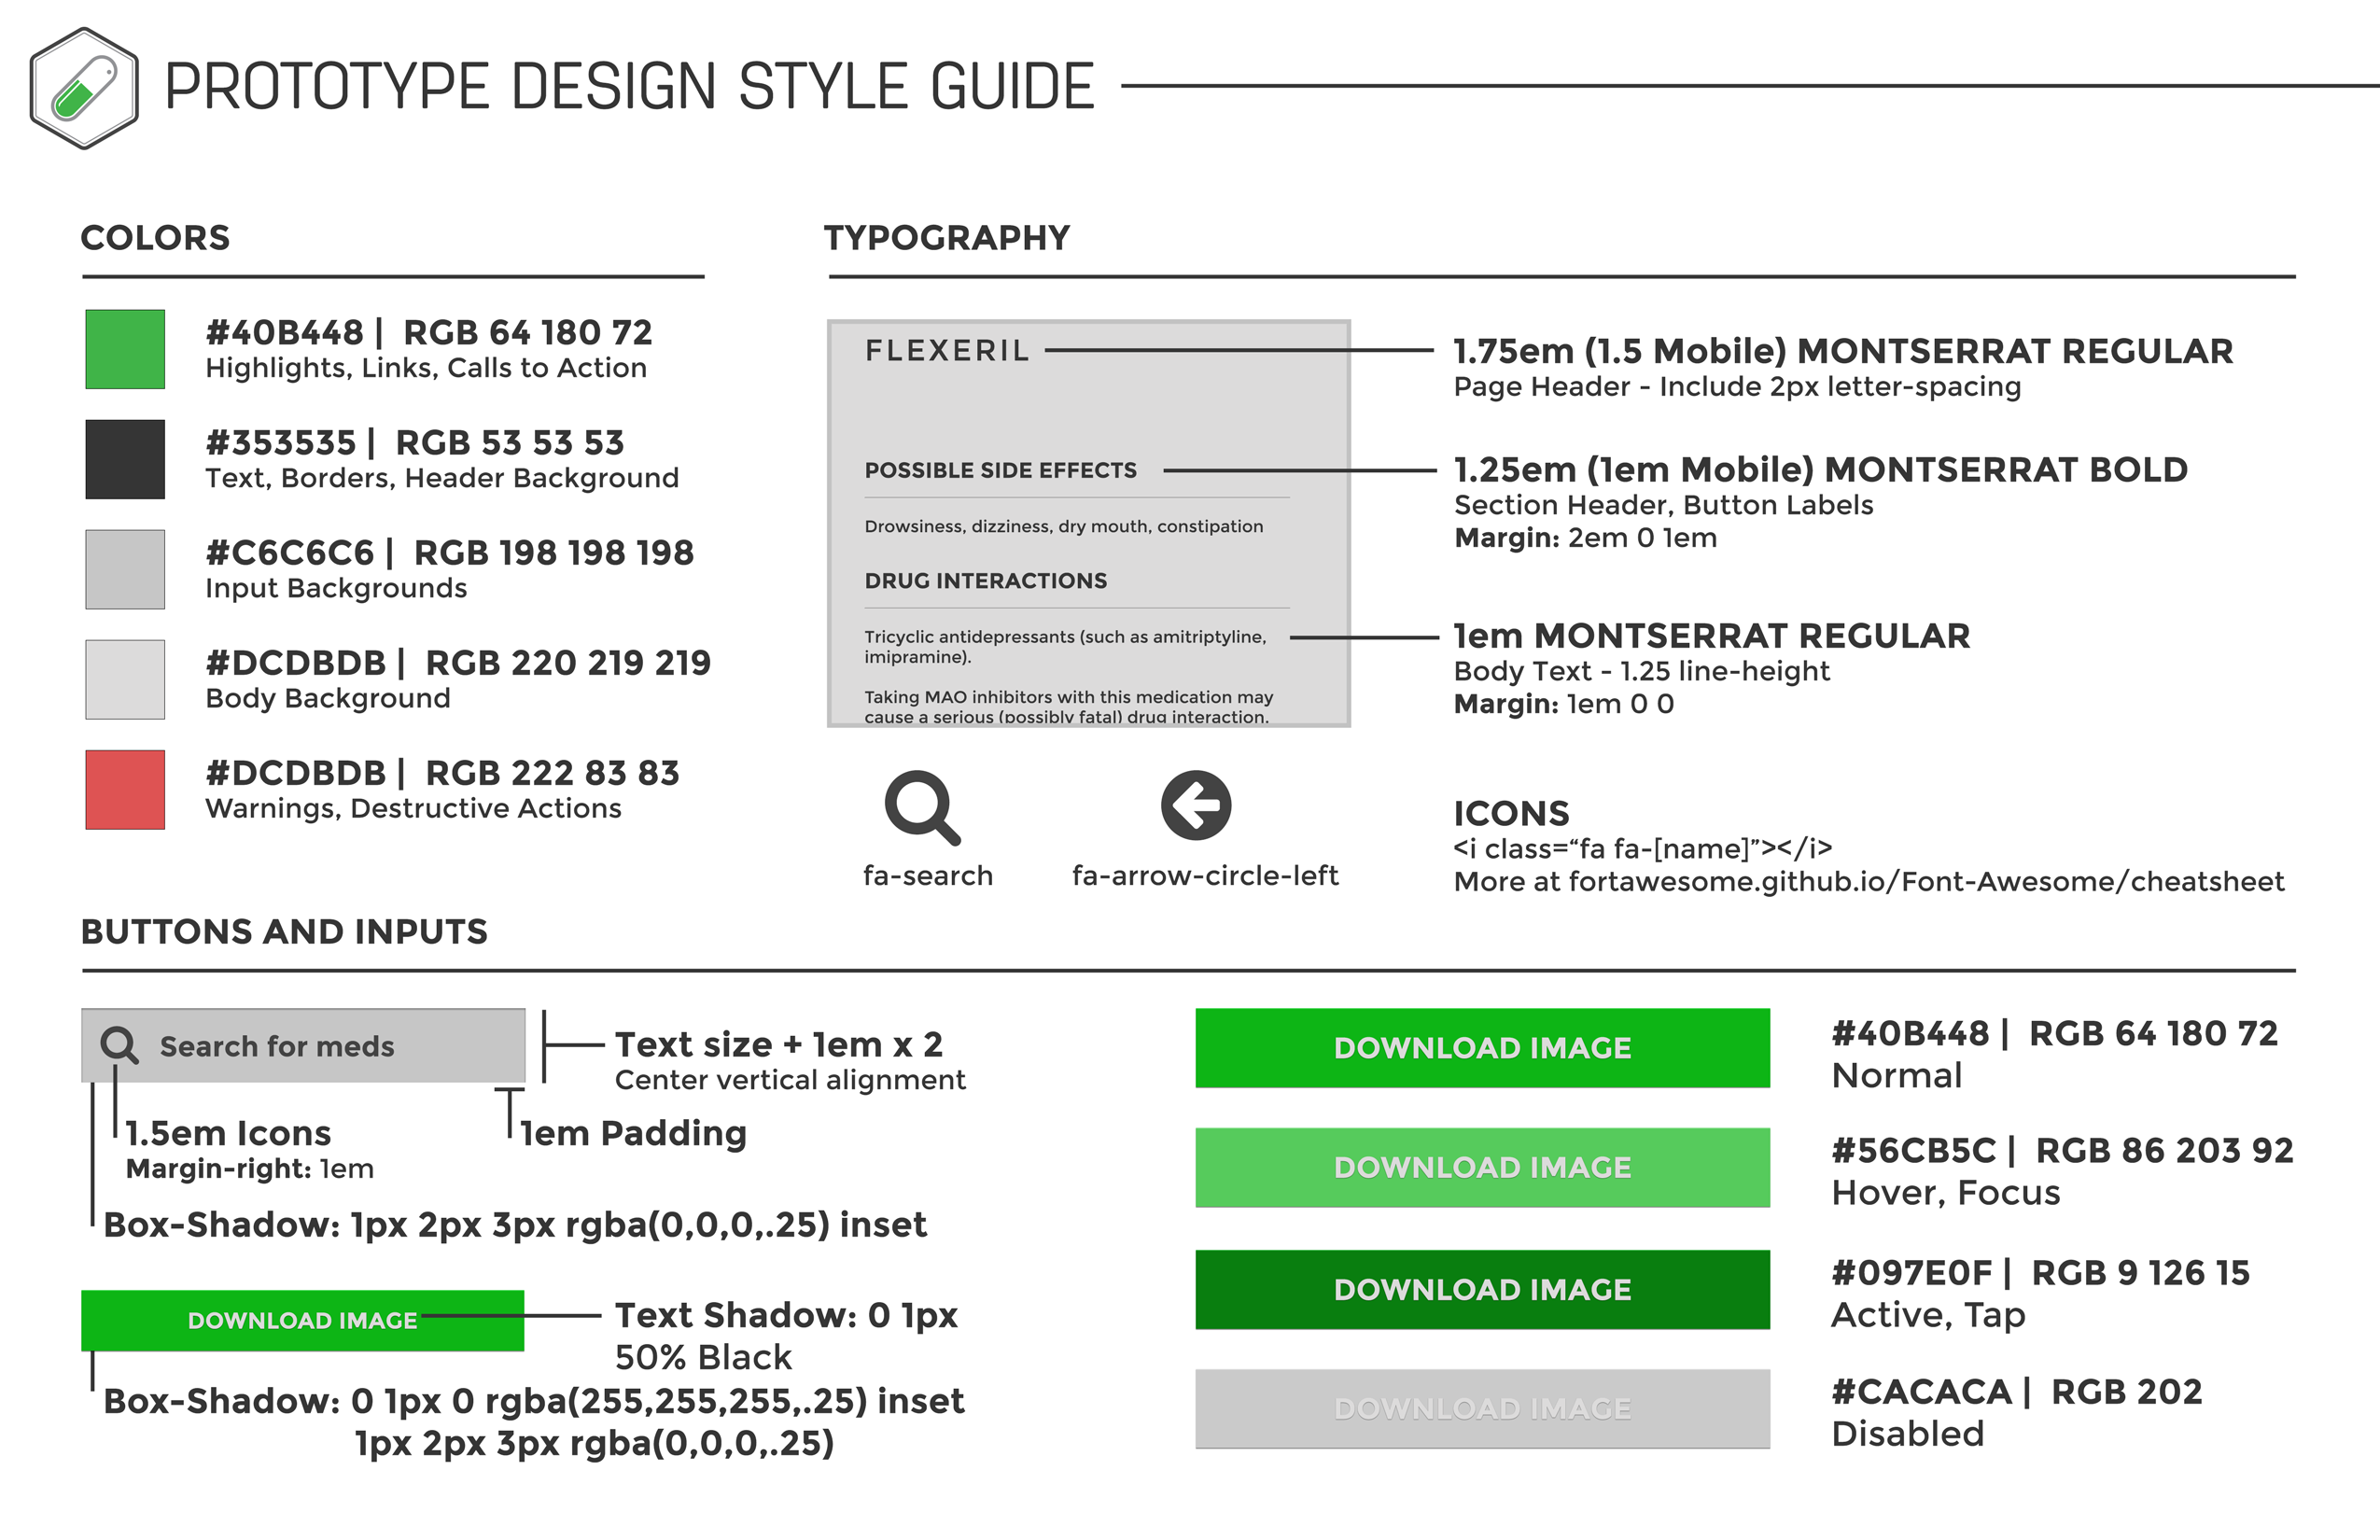 PROTOTYPE DESIGN STYLE GUIDE
COLORS
#40B448 | RGB 64 180 72
Highlights, Links, Calls to Action
#353535 | RGB 53 53 53
Text, Borders, Header Background
#C6C6C6 | RGB 198 198 198
Input Backgrounds
#DCDBDB | RGB 220 219 219
Body Background
#DCDBDB | RGB 222 83 83
Warnings, Destructive Actions
TYPOGRAPHY
FLEXERIL
POSSIBLE SIDE EFFECTS
Drowsiness, dizziness, dry mouth, constipation
DRUG INTERACTIONS
Tricyclic antidepressants (such as amitriptyline,
imipramine).
Taking MAO inhibitors with this medication may
cause a serious (possibly fatal) drug interaction.
1.75em (1.5 Mobile) MONTSERRAT REGULAR
Page Header - Include 2px letter-spacing
1.25em (1em Mobile) MONTSERRAT BOLD
Section Header, Button Labels
Margin: 2em 0 1em
1em MONTSERRAT REGULAR
Body Text - 1.25 line-height
Margin: 1em 0 0
fa-search
fa-arrow-circle-left
ICONS
<i class=“fa fa-[name]”></i>
More at fortawesome.github.io/Font-Awesome/cheatsheet
BUTTONS AND INPUTS
Search for meds
Text size + 1em x 2
Center vertical alignment
1.5em Icons
Margin-right: 1em
1em Padding
Box-Shadow: 1px 2px 3px rgba(0,0,0,.25) inset
DOWNLOAD IMAGE
Text Shadow: 0 1px
50% Black
Box-Shadow: 0 1px 0 rgba(255,255,255,.25) inset
1px 2px 3px rgba(0,0,0,.25)
DOWNLOAD IMAGE
#40B448 | RGB 64 180 72
Normal
DOWNLOAD IMAGE
#56CB5C | RGB 86 203 92
Hover, Focus
DOWNLOAD IMAGE
#097E0F | RGB 9 126 15
Active, Tap
DOWNLOAD IMAGE
#CACACA | RGB 202
Disabled